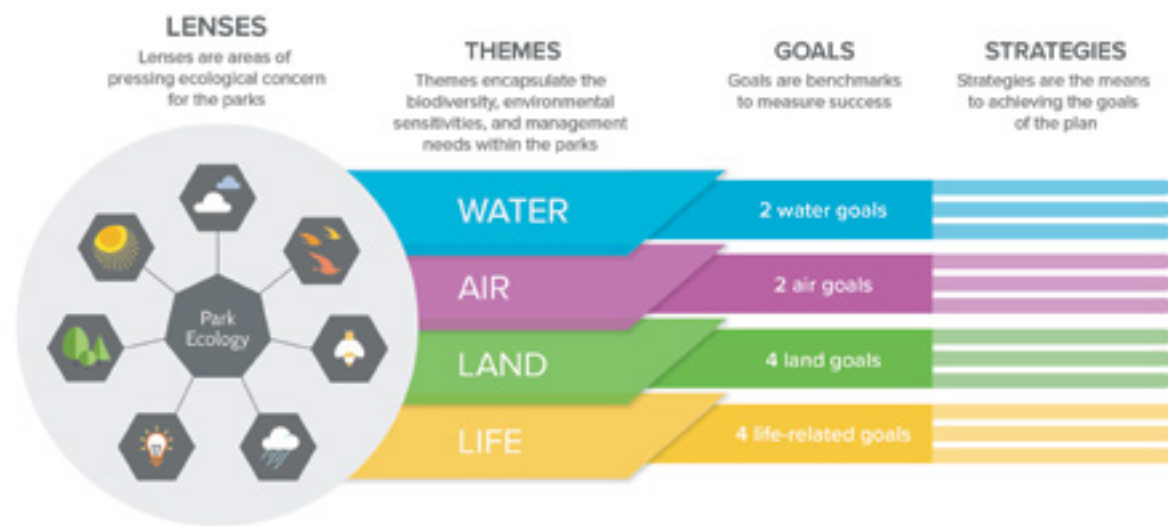 LENSES
Lenses are areas of
pressing ecological concern
for the parks
THEMES
Themes encapsulate the
biodiversity, environmental
sensitivities, and management
needs within the parks
GOALS
Goals are benchmarks
to measure success
STRATEGIES
Strategies are the means
to achieving the goals
of the plan
Park
Ecology
WATER
2 water goals
AIR
2 air goals
LAND
4 land goals
LIFE
4 life-related goals